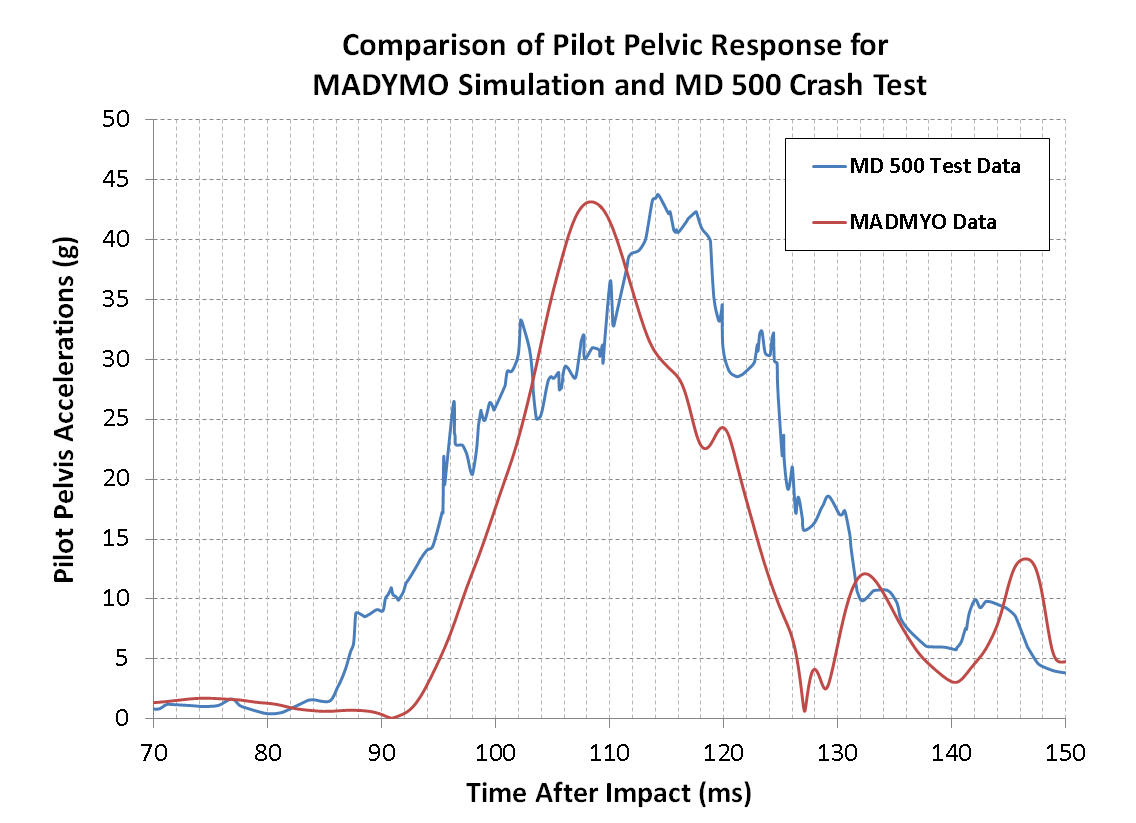 Comparison of Pilot Pelvic Response for
MADYMO Simulation and MD 500 Crash Test
50
45
40
35
30
25
20
15
10
5
0
Pilot Pelvis Accelerations (g)
MD 500 Test Data
MADMYO Data
70 80 90 100 110 120 130 140 150
Time After Impact (ms)